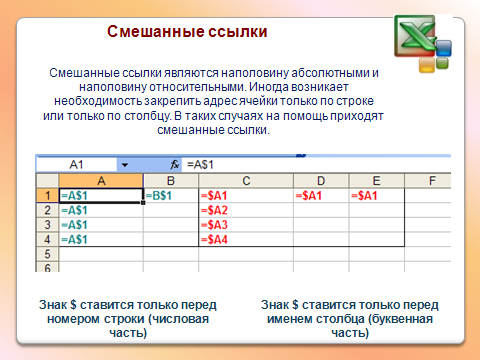 Смешанные ссылки
Смешанные ссылки являются наполовину абсолютными и
наполовину относительными. Иногда возникает
необходимость закрепить адрес ячейки только по строке
или только по столбцу. В таких случаях на помощь приходят
смешанные ссылки.
A1 fx =A$1
A B C D E F
1 =A$1 =B$1 =$A1 =$A1 =$A1
2 =A$1 =$A2
3 =A$1 =$A3
4 =A$1 =$A4
5
6
Знак $ ставится только перед
номером строки (числовая
часть)
Знак $ ставится только перед
именем столбца (буквенная
часть)